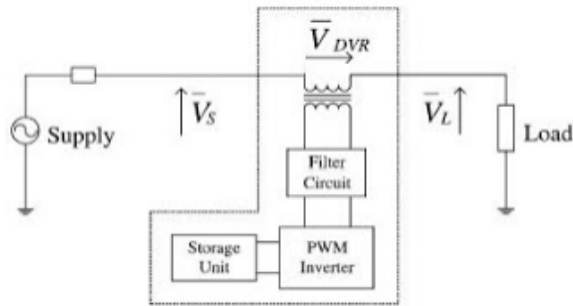 V̅ DVR
V̅S
V̅L
Supply
Load
Filter
Circuit
Storage
Unit
PWM
Inverter